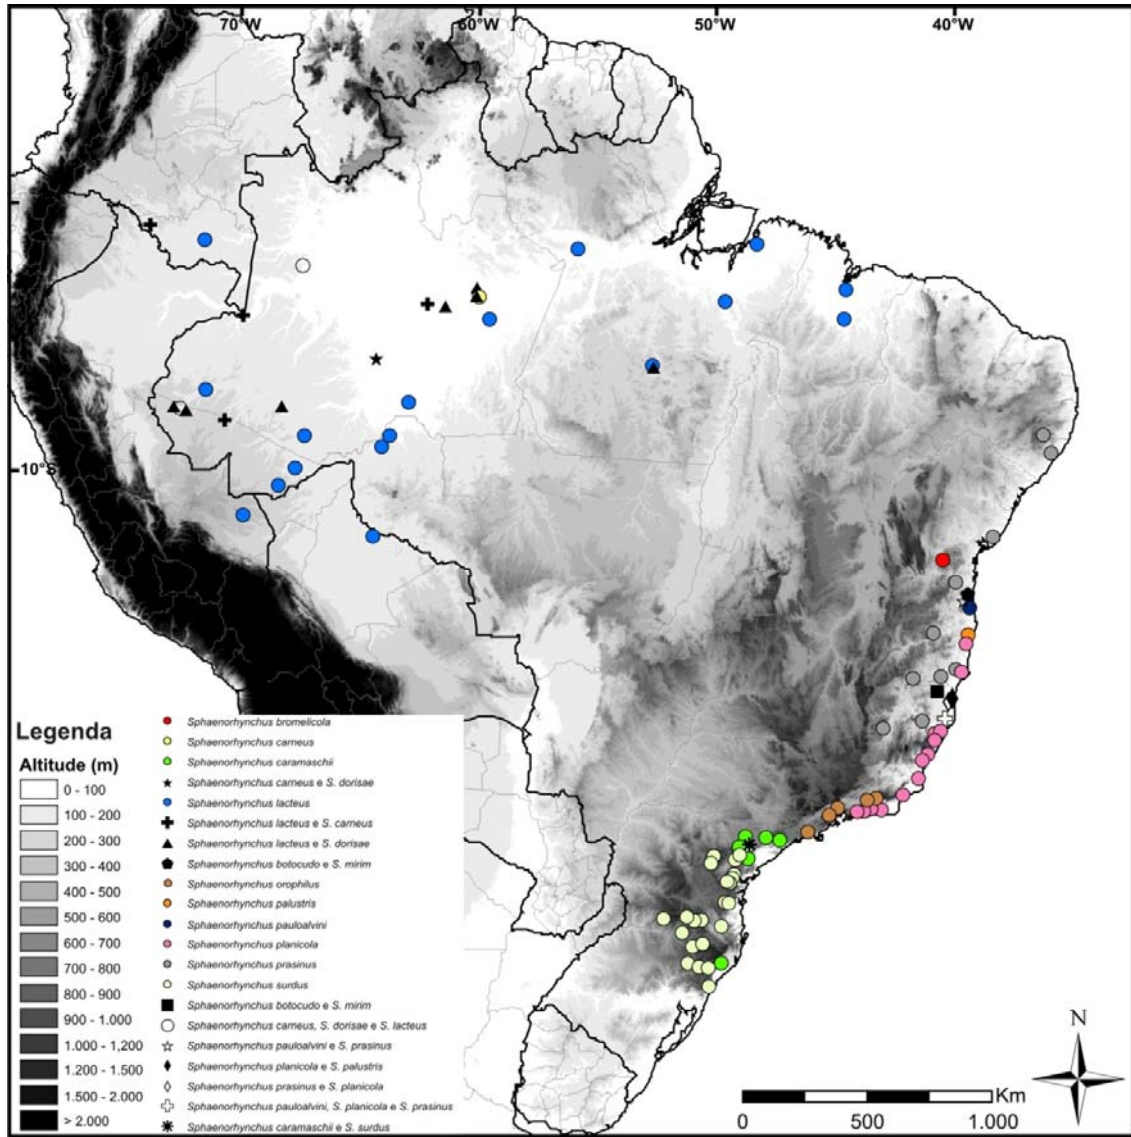 70°W 60°W 50°W 40°W
10°S
Legenda
Altitude (m)
0 - 100
100 - 200
200 - 300
300 - 400
400 - 500
500 - 600
600 - 700
700 - 800
800 - 900
900 - 1.000
1.000 - 1,200
1.200 - 1.500
1.500 - 2.000
> 2.000
Sphaenorhynchus bromelicola
Sphaenorhynchus carneus
Sphaenorhynchus caramaschii
Sphaenorhynchus carneus e S. dorisae
Sphaenorhynchus lacteus
Sphaenorhynchus lacteus e S. carneus
Sphaenorhynchus lacteus e S. dorisae
Sphaenorhynchus botocudo e S. mirim
Sphaenorhynchus orophilus
Sphaenorhynchus palustris
Sphaenorhynchus pauloalvini
Sphaenorhynchus planicola
Sphaenorhynchus prasinus
Sphaenorhynchus surdus
Sphaenorhynchus botocudo e S. mirim
Sphaenorhynchus carneus, S. dorisae e S. lacteus
Sphaenorhynchus pauloalvini e S. prasinus
Sphaenorhynchus planicola e S. palustris
Sphaenorhynchus prasinus e S. planicola
Sphaenorhynchus pauloalvini, S. planicola e S. prasinus
Sphaenorhynchus caramaschii e S. surdus
N
Km
0 500 1.000